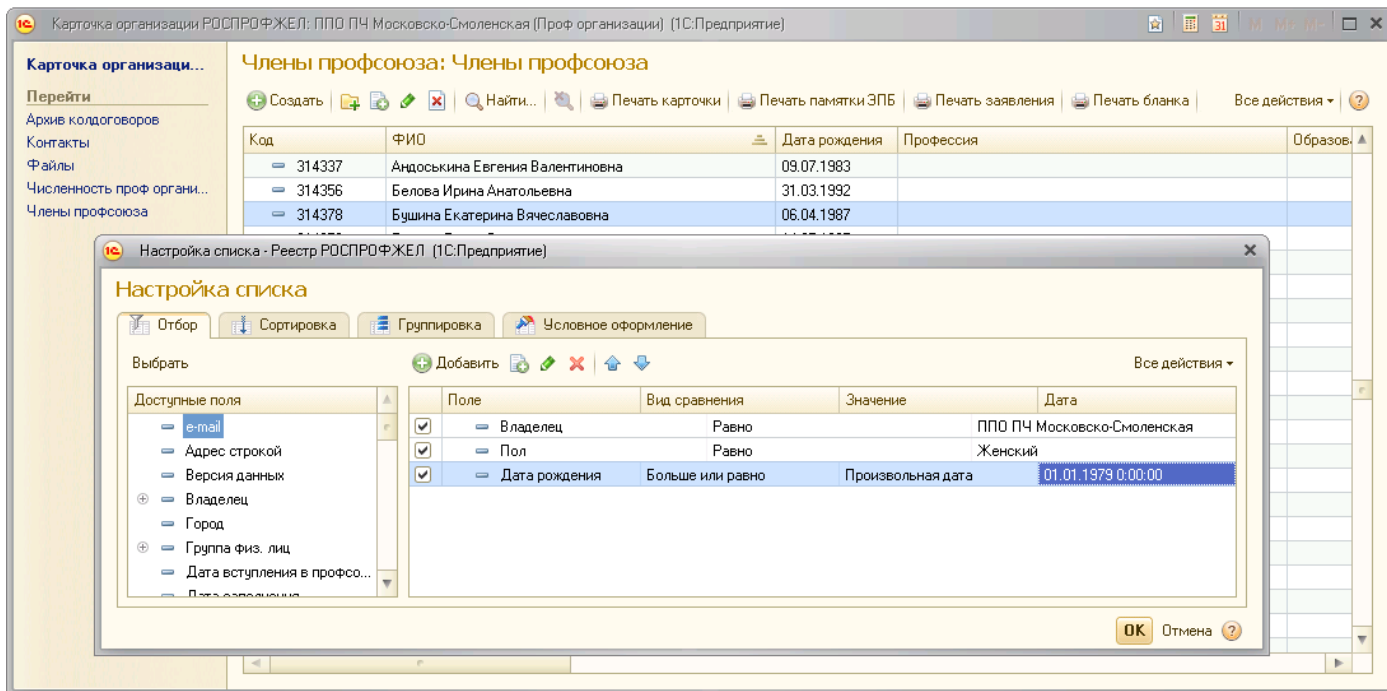 Карточка организации РОСПРОФЖЕЛ: ППО ПЧ Московско-Смоленская (Проф организации) (1С:Предприятие)
M M+ M-
Карточка организаци...
Перейти
Архив колдоговоров
Контакты
Файлы
Численность проф органи...
Члены профсоюза
Члены профсоюза: Члены профсоюза
Создать Найти... Печать карточки Печать памятки ЗПБ Печать заявления Печать бланка Все действия
Код ФИО Дата рождения Профессия Образов
314337 Андоськина Евгения Валентиновна 09.07.1983
314356 Белова Ирина Анатольевна 31.03.1992
314378 Бушина Екатерина Вячеславовна 06.04.1987
Настройка списка - Реестр РОСПРОФЖЕЛ (1С:Предприятие)
Настройка списка
Отбор Сортировка Группировка Условное оформление
Выбрать Добавить Все действия
Доступные поля Поле Вид сравнения Значение Дата
e-mail Владелец Равно ППО ПЧ Московско-Смоленская
Адрес строкой Пол Равно Женский
Версия данных Дата рождения Больше или равно Произвольная дата 01.01.1979 0:00:00
Владелец
Город
Группа физ. лиц
Дата вступления в профсо...
OK Отмена